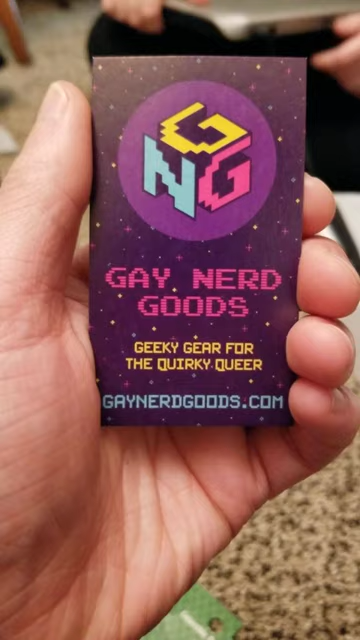 GNG
GAY NERD
GOODS
GEEKY GEAR FOR
THE QUIRKY QUEER
GAYNERDGOODS.COM